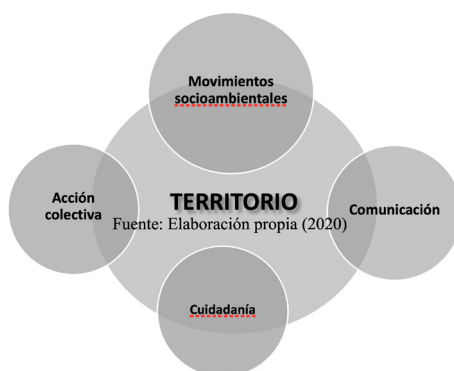 Movimientos
socioambientales
Acción
colectiva
TERRITORIO
Comunicación
Fuente: Elaboración propia (2020)
Cuidadanía